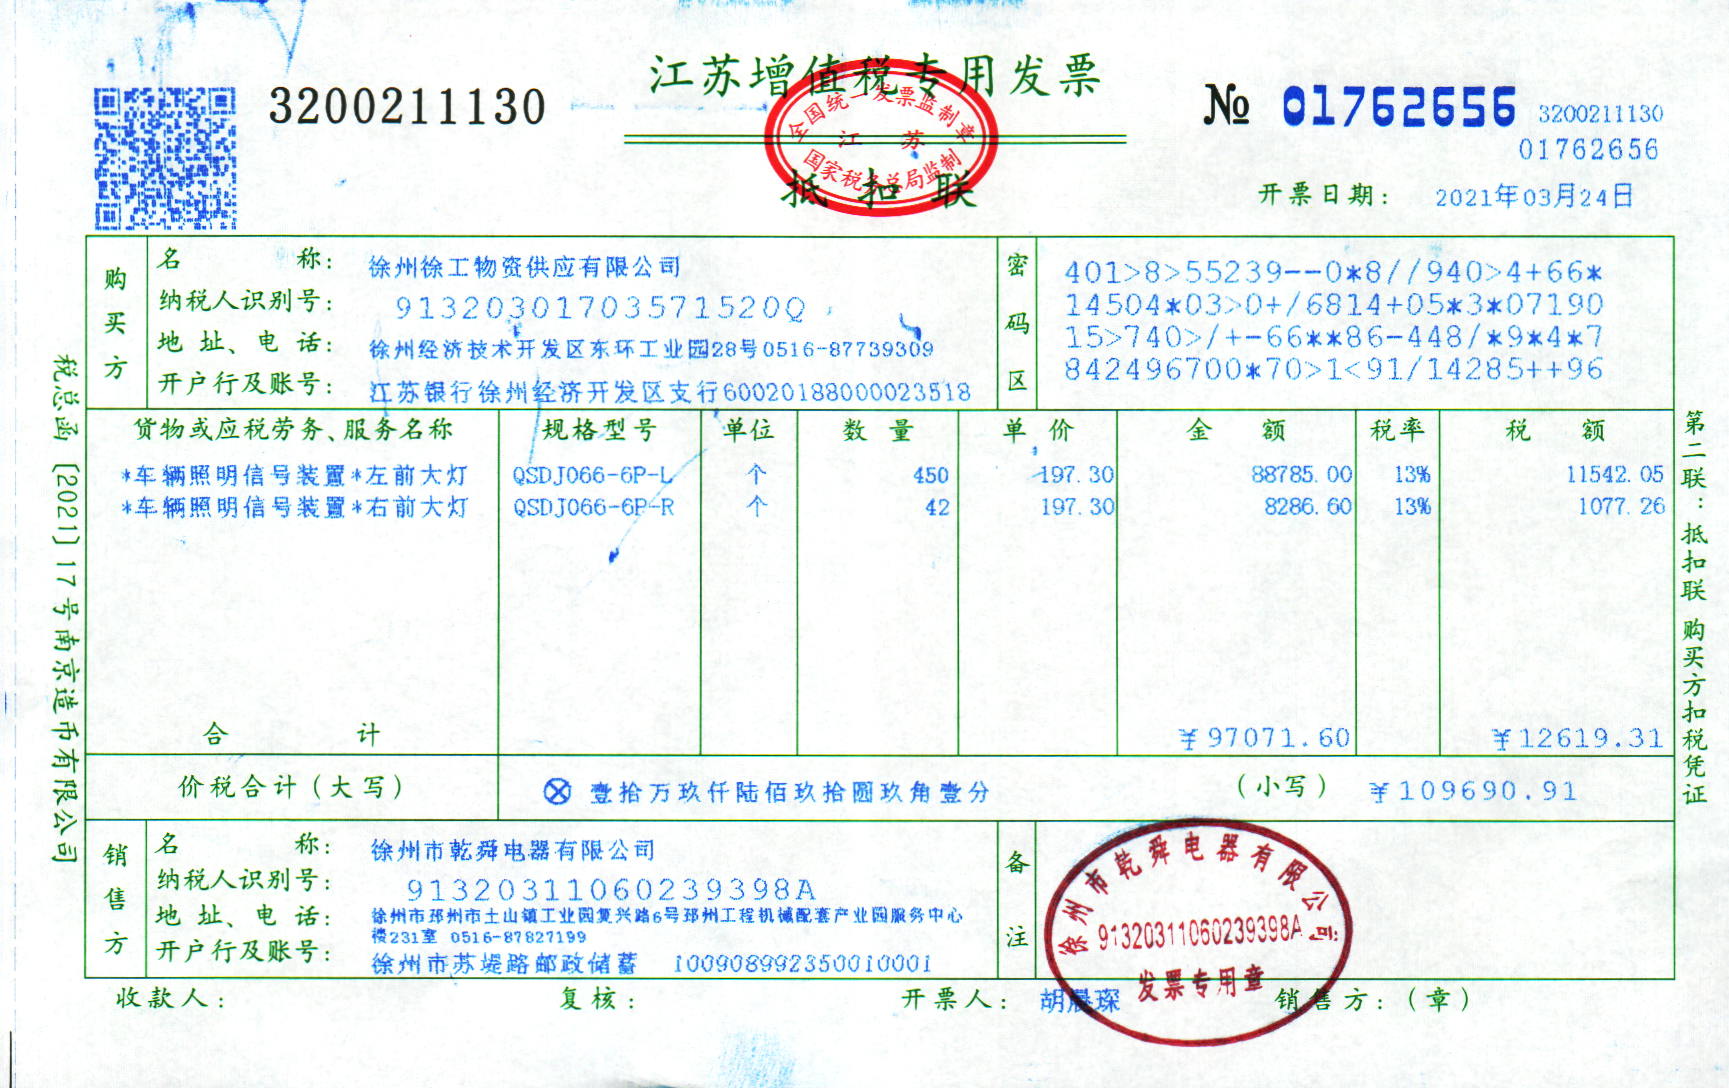 江苏增值税专用发票
3200211130
№ 01762656
3200211130
01762656
全国统一发票监制章
江 苏
国家税务总局监制
抵 扣 联
开票日期: 2021年03月24日
购买方
名 称: 徐州徐工物资供应有限公司
纳税人识别号: 91320301703571520Q
地 址、电 话: 徐州经济技术开发区东环工业园28号0516-87739309
开户行及账号: 江苏银行徐州经济开发区支行60020188000023518
密码区
401>8>55239--0*8//940>4+66*
14504*03>0+/6814+05*3*07190
15>740>/+-66**86-448/*9*4*7
842496700*70>1<91/14285++96
货物或应税劳务、服务名称 规格型号 单位 数 量 单 价 金 额 税率 税 额
*车辆照明信号装置*左前大灯 QSDJ066-6P-L 个 450 197.30 88785.00 13% 11542.05
*车辆照明信号装置*右前大灯 QSDJ066-6P-R 个 42 197.30 8286.60 13% 1077.26
合 计 ￥97071.60 ￥12619.31
价税合计(大写) ⊗壹拾万玖仟陆佰玖拾圆玖角壹分 (小写) ￥109690.91
销售方
名 称: 徐州市乾舜电器有限公司
纳税人识别号: 91320311060239398A
地 址、电 话: 徐州市邳州市土山镇工业园复兴路6号邳州工程机械配套产业园服务中心
楼231室 0516-87827199
开户行及账号: 徐州市苏堤路邮政储蓄 100908992350010001
备注
徐州市乾舜电器有限公司
91320311060239398A
发票专用章
收款人: 复核: 开票人: 胡晨琛 销售方:(章)
税总函〔2021〕17号南京造币有限公司
第二联:抵扣联 购买方扣税凭证